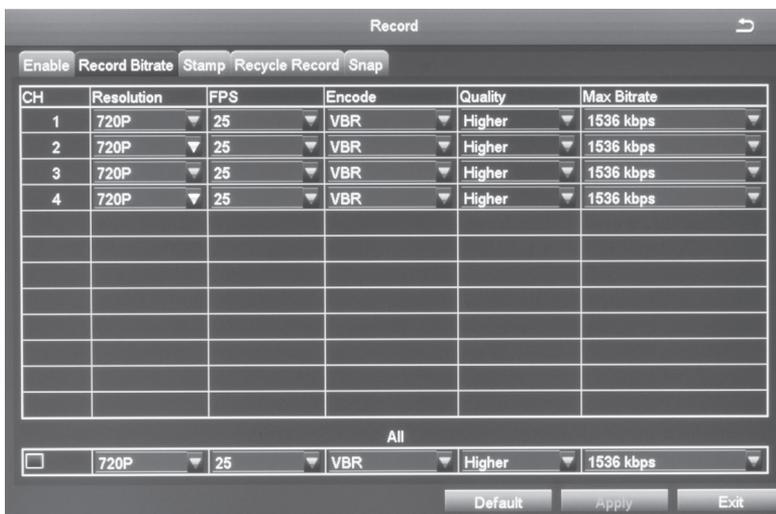 Record
Enable Record Bitrate Stamp Recycle Record Snap
CH Resolution FPS Encode Quality Max Bitrate
1 720P 25 VBR Higher 1536 kbps
2 720P 25 VBR Higher 1536 kbps
3 720P 25 VBR Higher 1536 kbps
4 720P 25 VBR Higher 1536 kbps
All
720P 25 VBR Higher 1536 kbps
Default Apply Exit